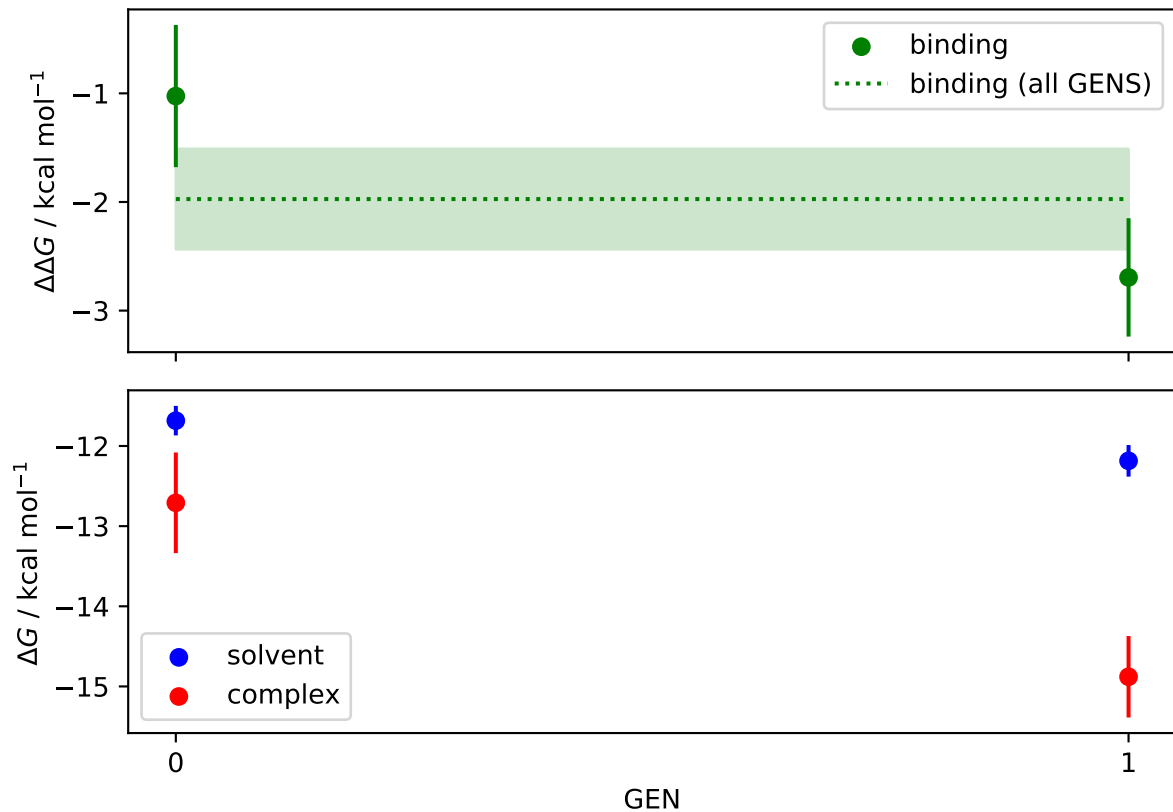 binding
binding (all GENS)
−1
−2
−3
ΔΔG / kcal mol⁻¹
−12
−13
−14
−15
ΔG / kcal mol⁻¹
solvent
complex
0 1
GEN